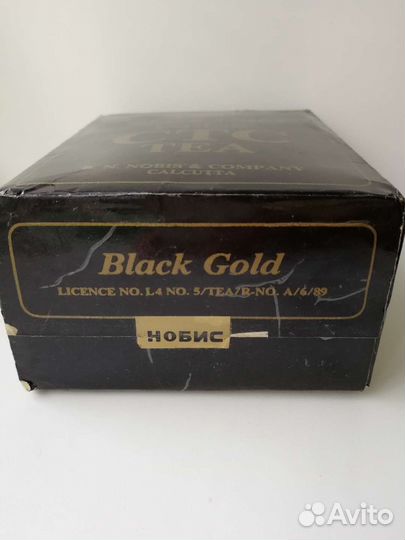 CTC
TEA
N. NOBIS & COMPANY
CALCUTTA
Black Gold
LICENCE NO. L4 NO. 5/TEA/R-NO. A/6/89
НОБИС
Avito